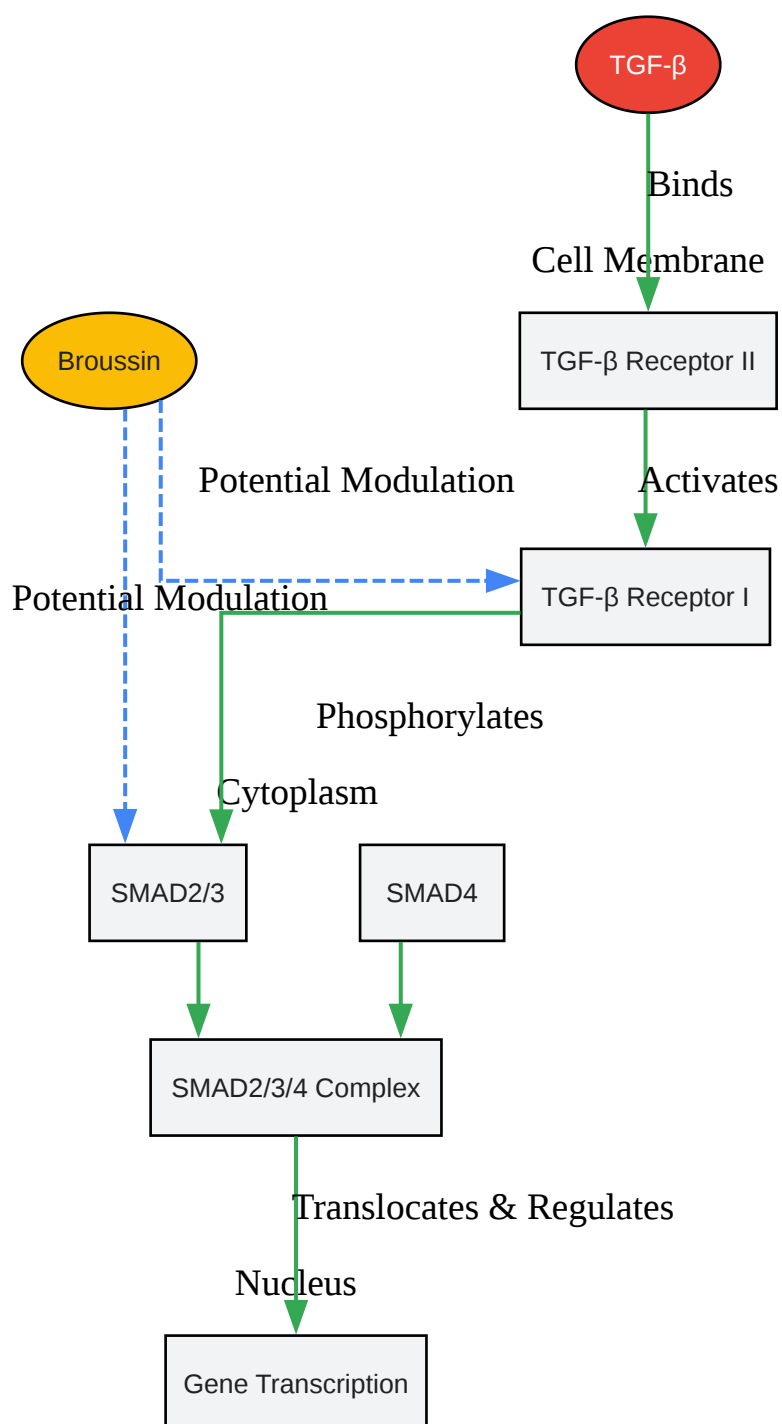 TGF-β
Binds
Cell Membrane
Broussin
TGF-β Receptor II
Potential Modulation
Activates
TGF-β Receptor I
Potential Modulation
Phosphorylates
Cytoplasm
SMAD2/3
SMAD4
SMAD2/3/4 Complex
Translocates & Regulates
Nucleus
Gene Transcription